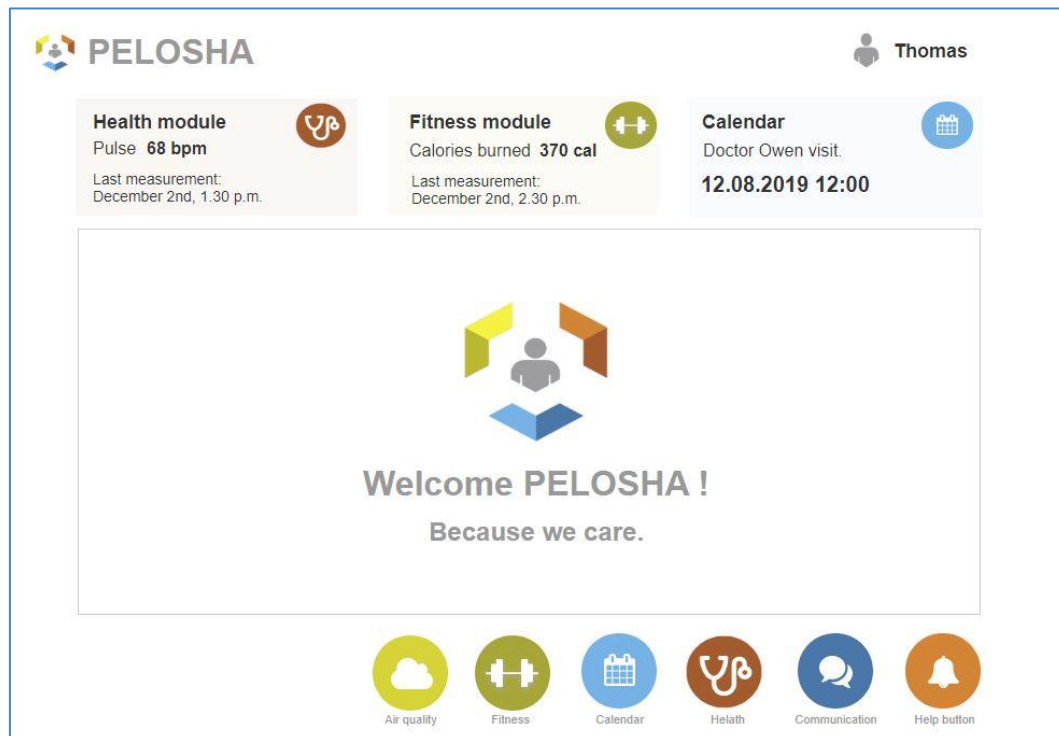 PELOSHA
Thomas
Health module
Pulse 68 bpm
Last measurement:
December 2nd, 1.30 p.m.
Fitness module
Calories burned 370 cal
Last measurement:
December 2nd, 2.30 p.m.
Calendar
Doctor Owen visit.
12.08.2019 12:00
Welcome PELOSHA !
Because we care.
Air quality
Fitness
Calendar
Helath
Communication
Help button